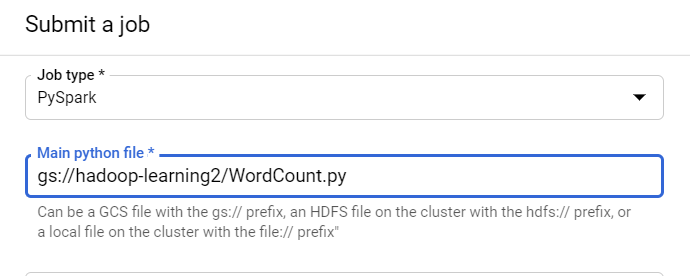 Submit a job
Job type *
PySpark
Main python file *
gs://hadoop-learning2/WordCount.py
Can be a GCS file with the gs:// prefix, an HDFS file on the cluster with the hdfs:// prefix, or
a local file on the cluster with the file:// prefix"